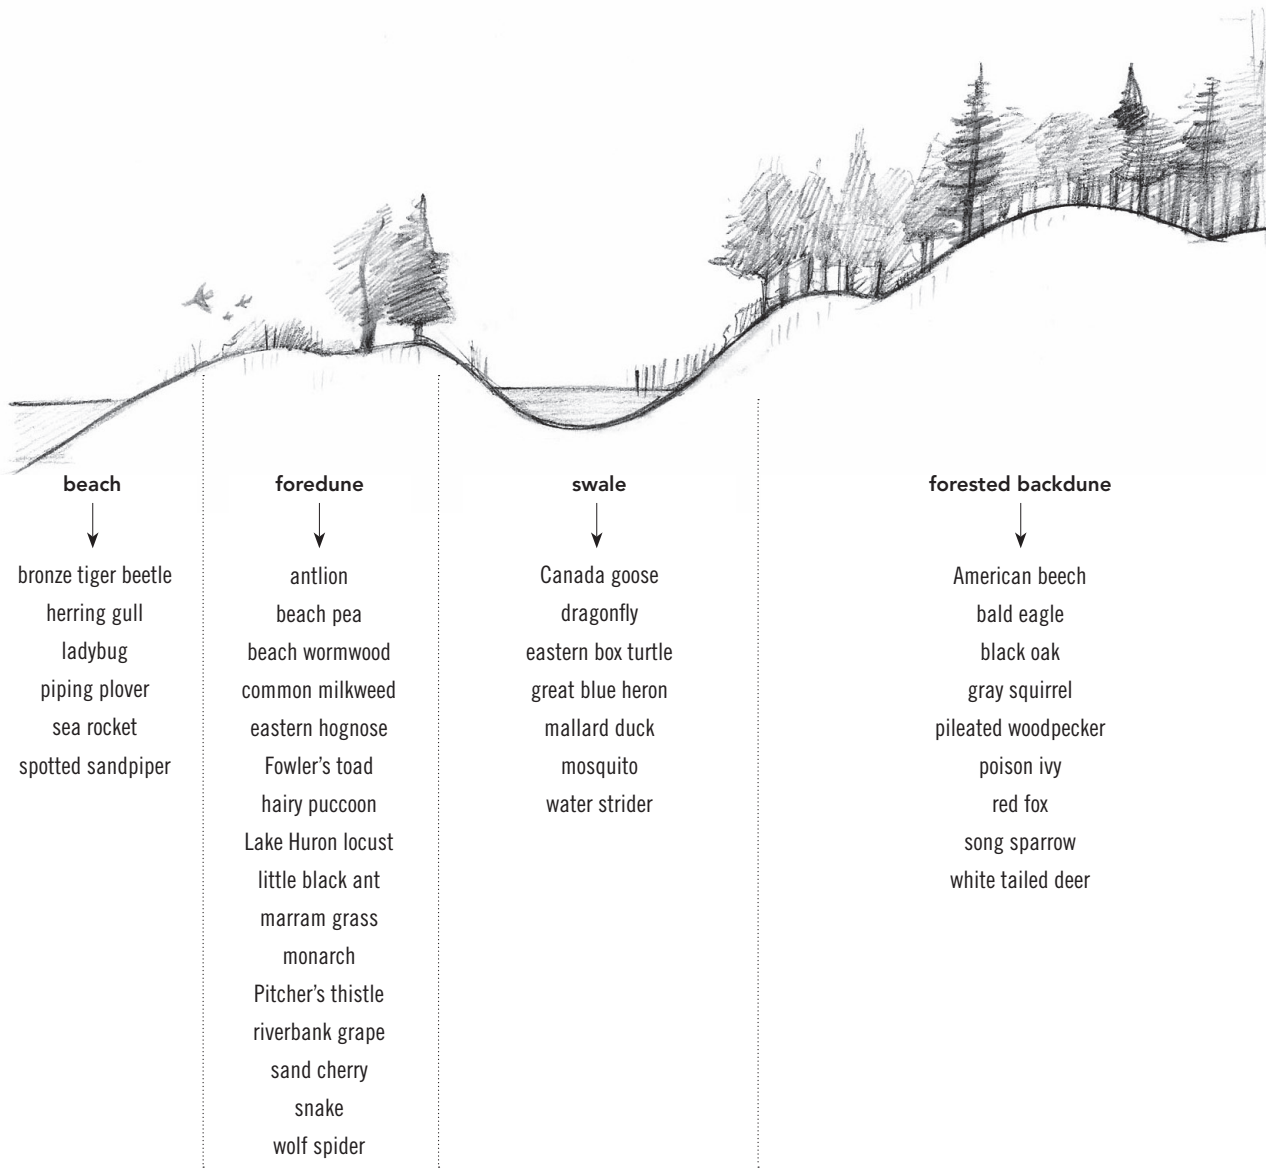 beach
bronze tiger beetle
herring gull
ladybug
piping plover
sea rocket
spotted sandpiper
foredune
antlion
beach pea
beach wormwood
common milkweed
eastern hognose
Fowler's toad
hairy puccoon
Lake Huron locust
little black ant
marram grass
monarch
Pitcher's thistle
riverbank grape
sand cherry
snake
wolf spider
swale
Canada goose
dragonfly
eastern box turtle
great blue heron
mallard duck
mosquito
water strider
forested backdune
American beech
bald eagle
black oak
gray squirrel
pileated woodpecker
poison ivy
red fox
song sparrow
white tailed deer